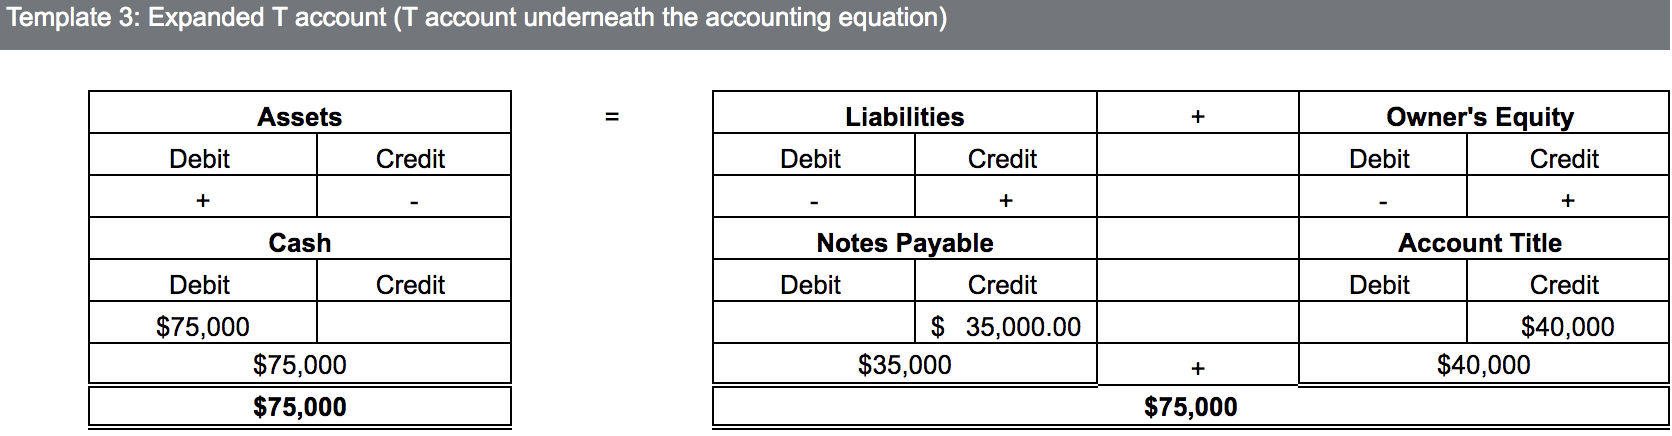 Template 3: Expanded T account (T account underneath the accounting equation)
Assets = Liabilities + Owner's Equity
Debit Credit Debit Credit Debit Credit
+ - - + - +
Cash Notes Payable Account Title
Debit Credit Debit Credit Debit Credit
$75,000 $ 35,000.00 $40,000
$75,000 $35,000 + $40,000
$75,000 $75,000